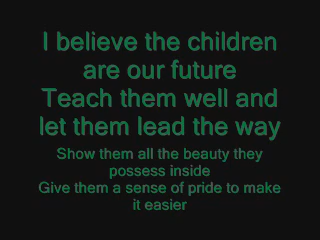 I believe the children
are our future
Teach them well and
let them lead the way
Show them all the beauty they
possess inside
Give them a sense of pride to make
it easier